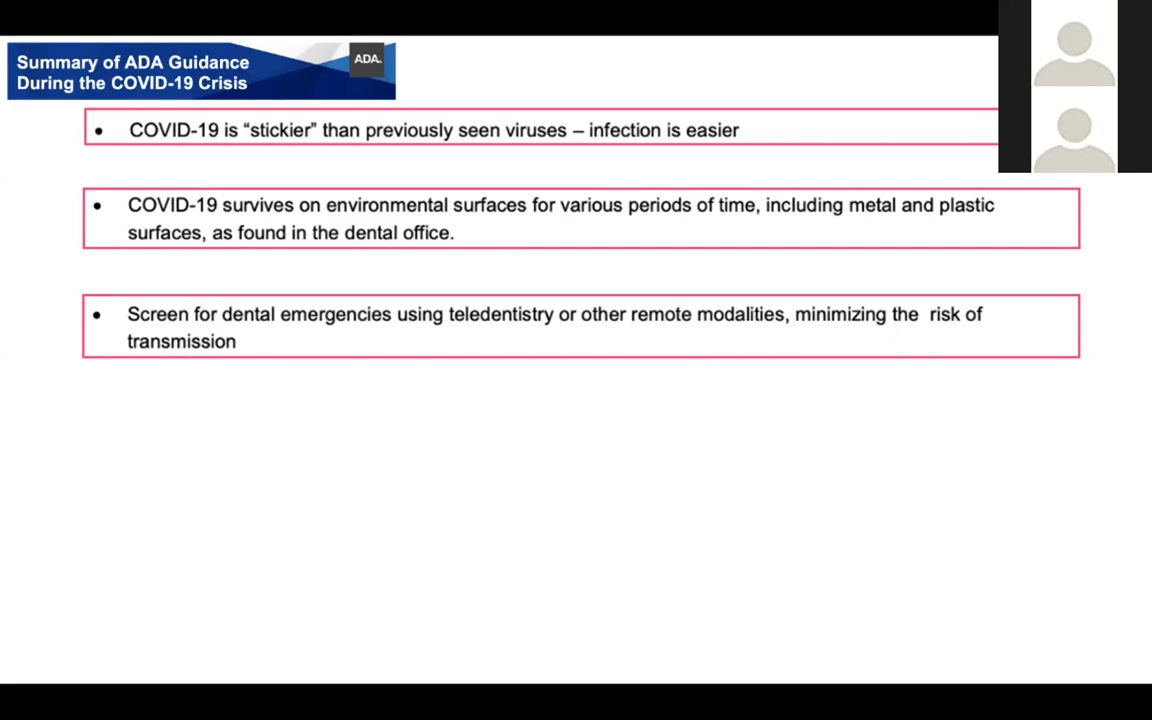 Summary of ADA Guidance
During the COVID-19 Crisis
ADA.
• COVID-19 is “stickier” than previously seen viruses – infection is easier
• COVID-19 survives on environmental surfaces for various periods of time, including metal and plastic
surfaces, as found in the dental office.
• Screen for dental emergencies using teledentistry or other remote modalities, minimizing the  risk of
transmission